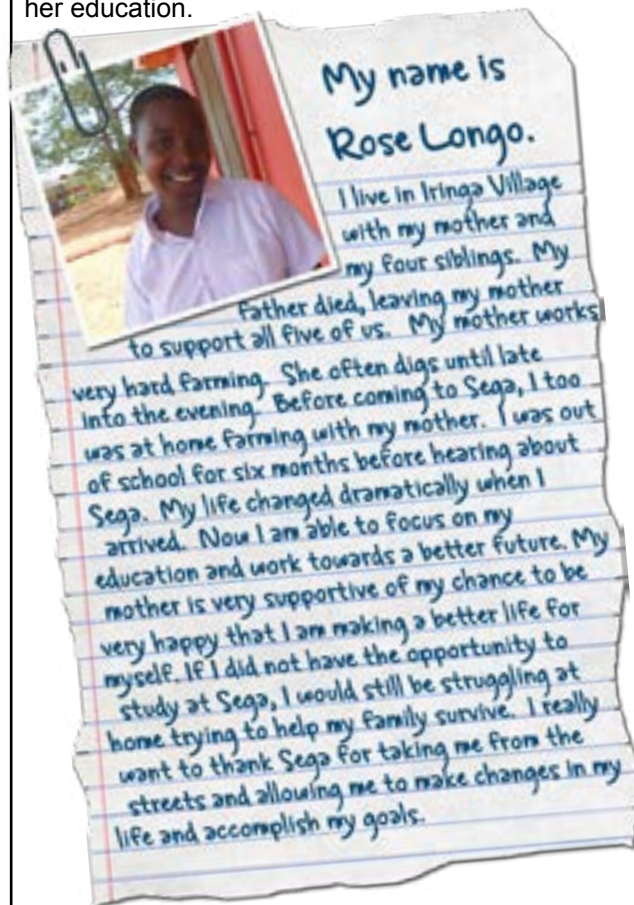 her education.
My name is
Rose Longo.
I live in Iringa Village
with my mother and
my four siblings. My
father died, leaving my mother
to support all five of us. My mother works
very hard farming. She often digs until late
into the evening. Before coming to Sega, I too
was at home farming with my mother. I was out
of school for six months before hearing about
Sega. My life changed dramatically when I
arrived. Now I am able to focus on my
education and work towards a better future. My
mother is very supportive of my chance to be
very happy that I am making a better life for
myself. If I did not have the opportunity to
study at Sega, I would still be struggling at
home trying to help my family survive. I really
want to thank Sega for taking me from the
streets and allowing me to make changes in my
life and accomplish my goals.